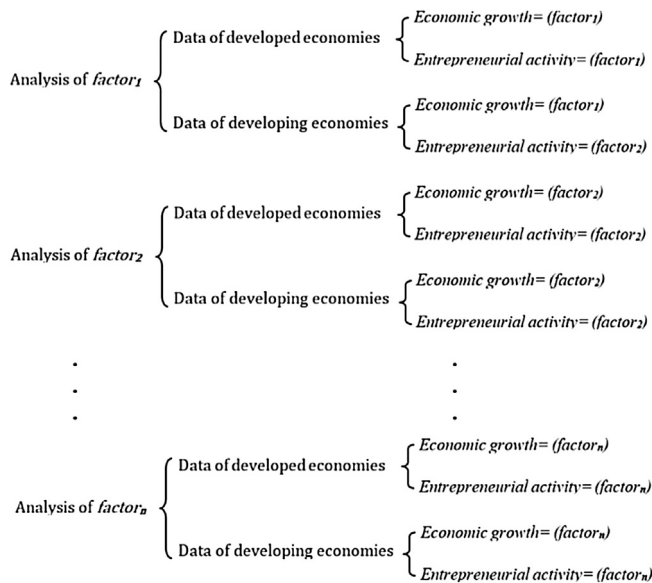 Economic growth= (factor₁)
Data of developed economies
Entrepreneurial activity= (factor₁)
Analysis of factor₁
Economic growth= (factor₁)
Data of developing economies
Entrepreneurial activity= (factor₂)
Economic growth= (factor₂)
Data of developed economies
Entrepreneurial activity= (factor₂)
Analysis of factor₂
Economic growth= (factor₂)
Data of developing economies
Entrepreneurial activity= (factor₂)
Economic growth= (factorₙ)
Data of developed economies
Entrepreneurial activity= (factorₙ)
Analysis of factorₙ
Economic growth= (factorₙ)
Data of developing economies
Entrepreneurial activity= (factorₙ)